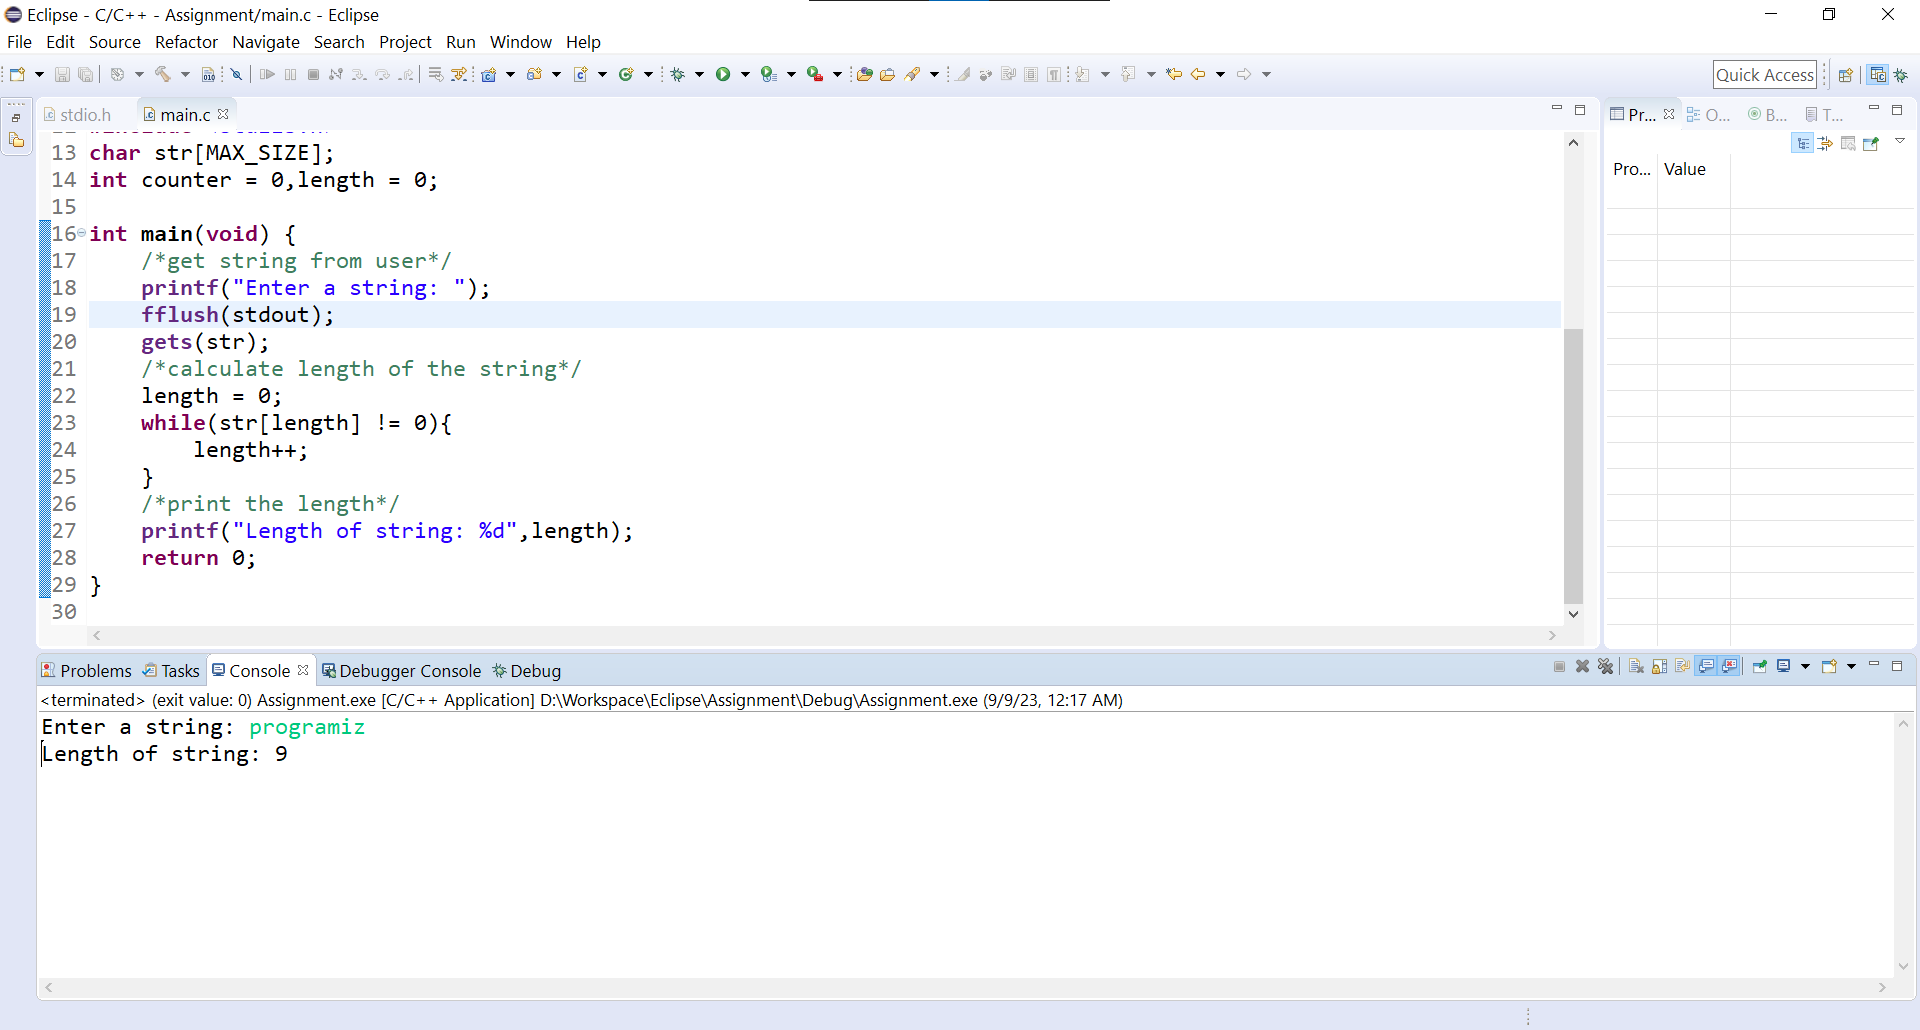 Eclipse - C/C++ - Assignment/main.c - Eclipse
File Edit Source Refactor Navigate Search Project Run Window Help
Quick Access
stdio.h main.c
Pr... O... B... T...
13 char str[MAX_SIZE];
14 int counter = 0,length = 0;
15
16 int main(void) {
17 /*get string from user*/
18 printf("Enter a string: ");
19 fflush(stdout);
20 gets(str);
21 /*calculate length of the string*/
22 length = 0;
23 while(str[length] != 0){
24 length++;
25 }
26 /*print the length*/
27 printf("Length of string: %d",length);
28 return 0;
29 }
30
Pro... Value
Problems Tasks Console Debugger Console Debug
<terminated> (exit value: 0) Assignment.exe [C/C++ Application] D:\Workspace\Eclipse\Assignment\Debug\Assignment.exe (9/9/23, 12:17 AM)
Enter a string: programiz
Length of string: 9